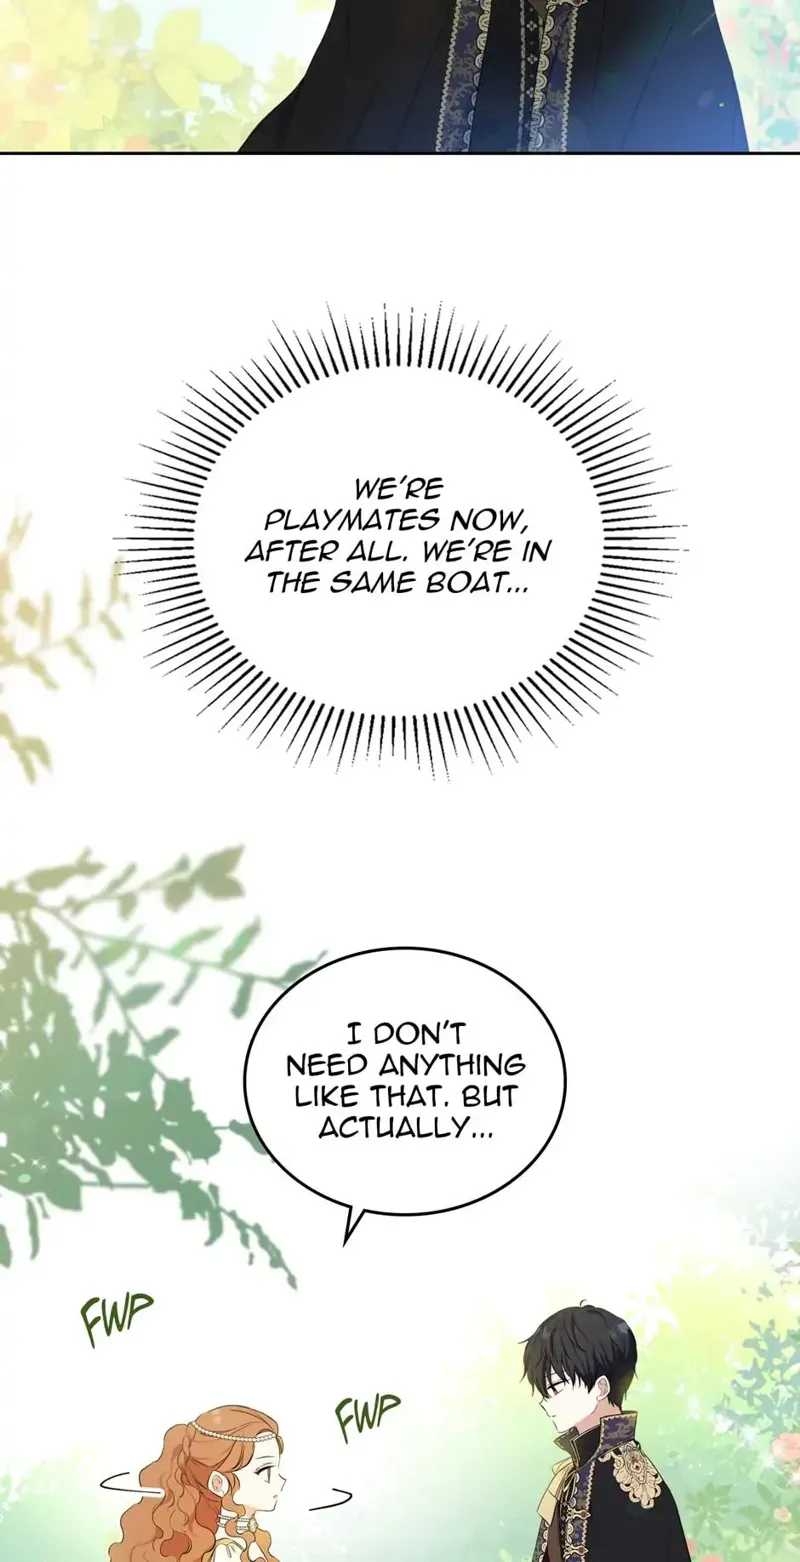 WE'RE
PLAYMATES NOW,
AFTER ALL. WE'RE IN
THE SAME BOAT...
I DON'T
NEED ANYTHING
LIKE THAT. BUT
ACTUALLY...
FWP
FWP